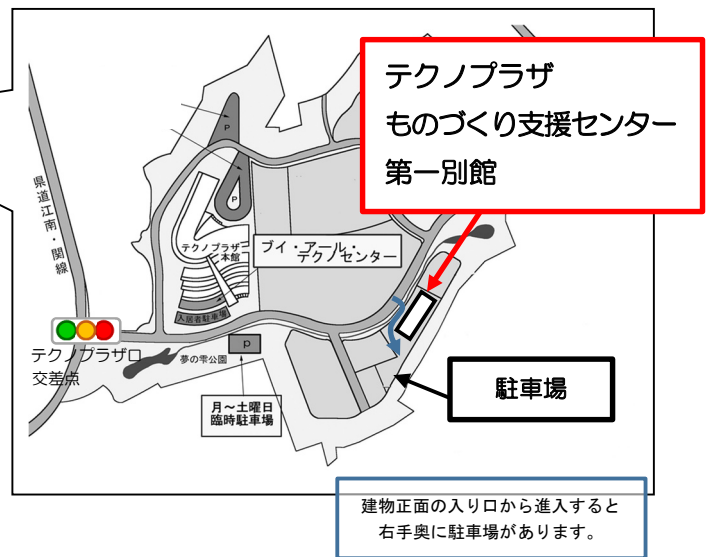 テクノプラザ
ものづくり支援センター
第一別館
P
P
県道江南・関線
テクノプラザ
本館
ブイ・アール・
テクノセンター
入居者駐車場
テクノプラザ口
交差点
夢の雫公園
P
月～土曜日
臨時駐車場
駐車場
建物正面の入り口から進入すると
右手奥に駐車場があります。